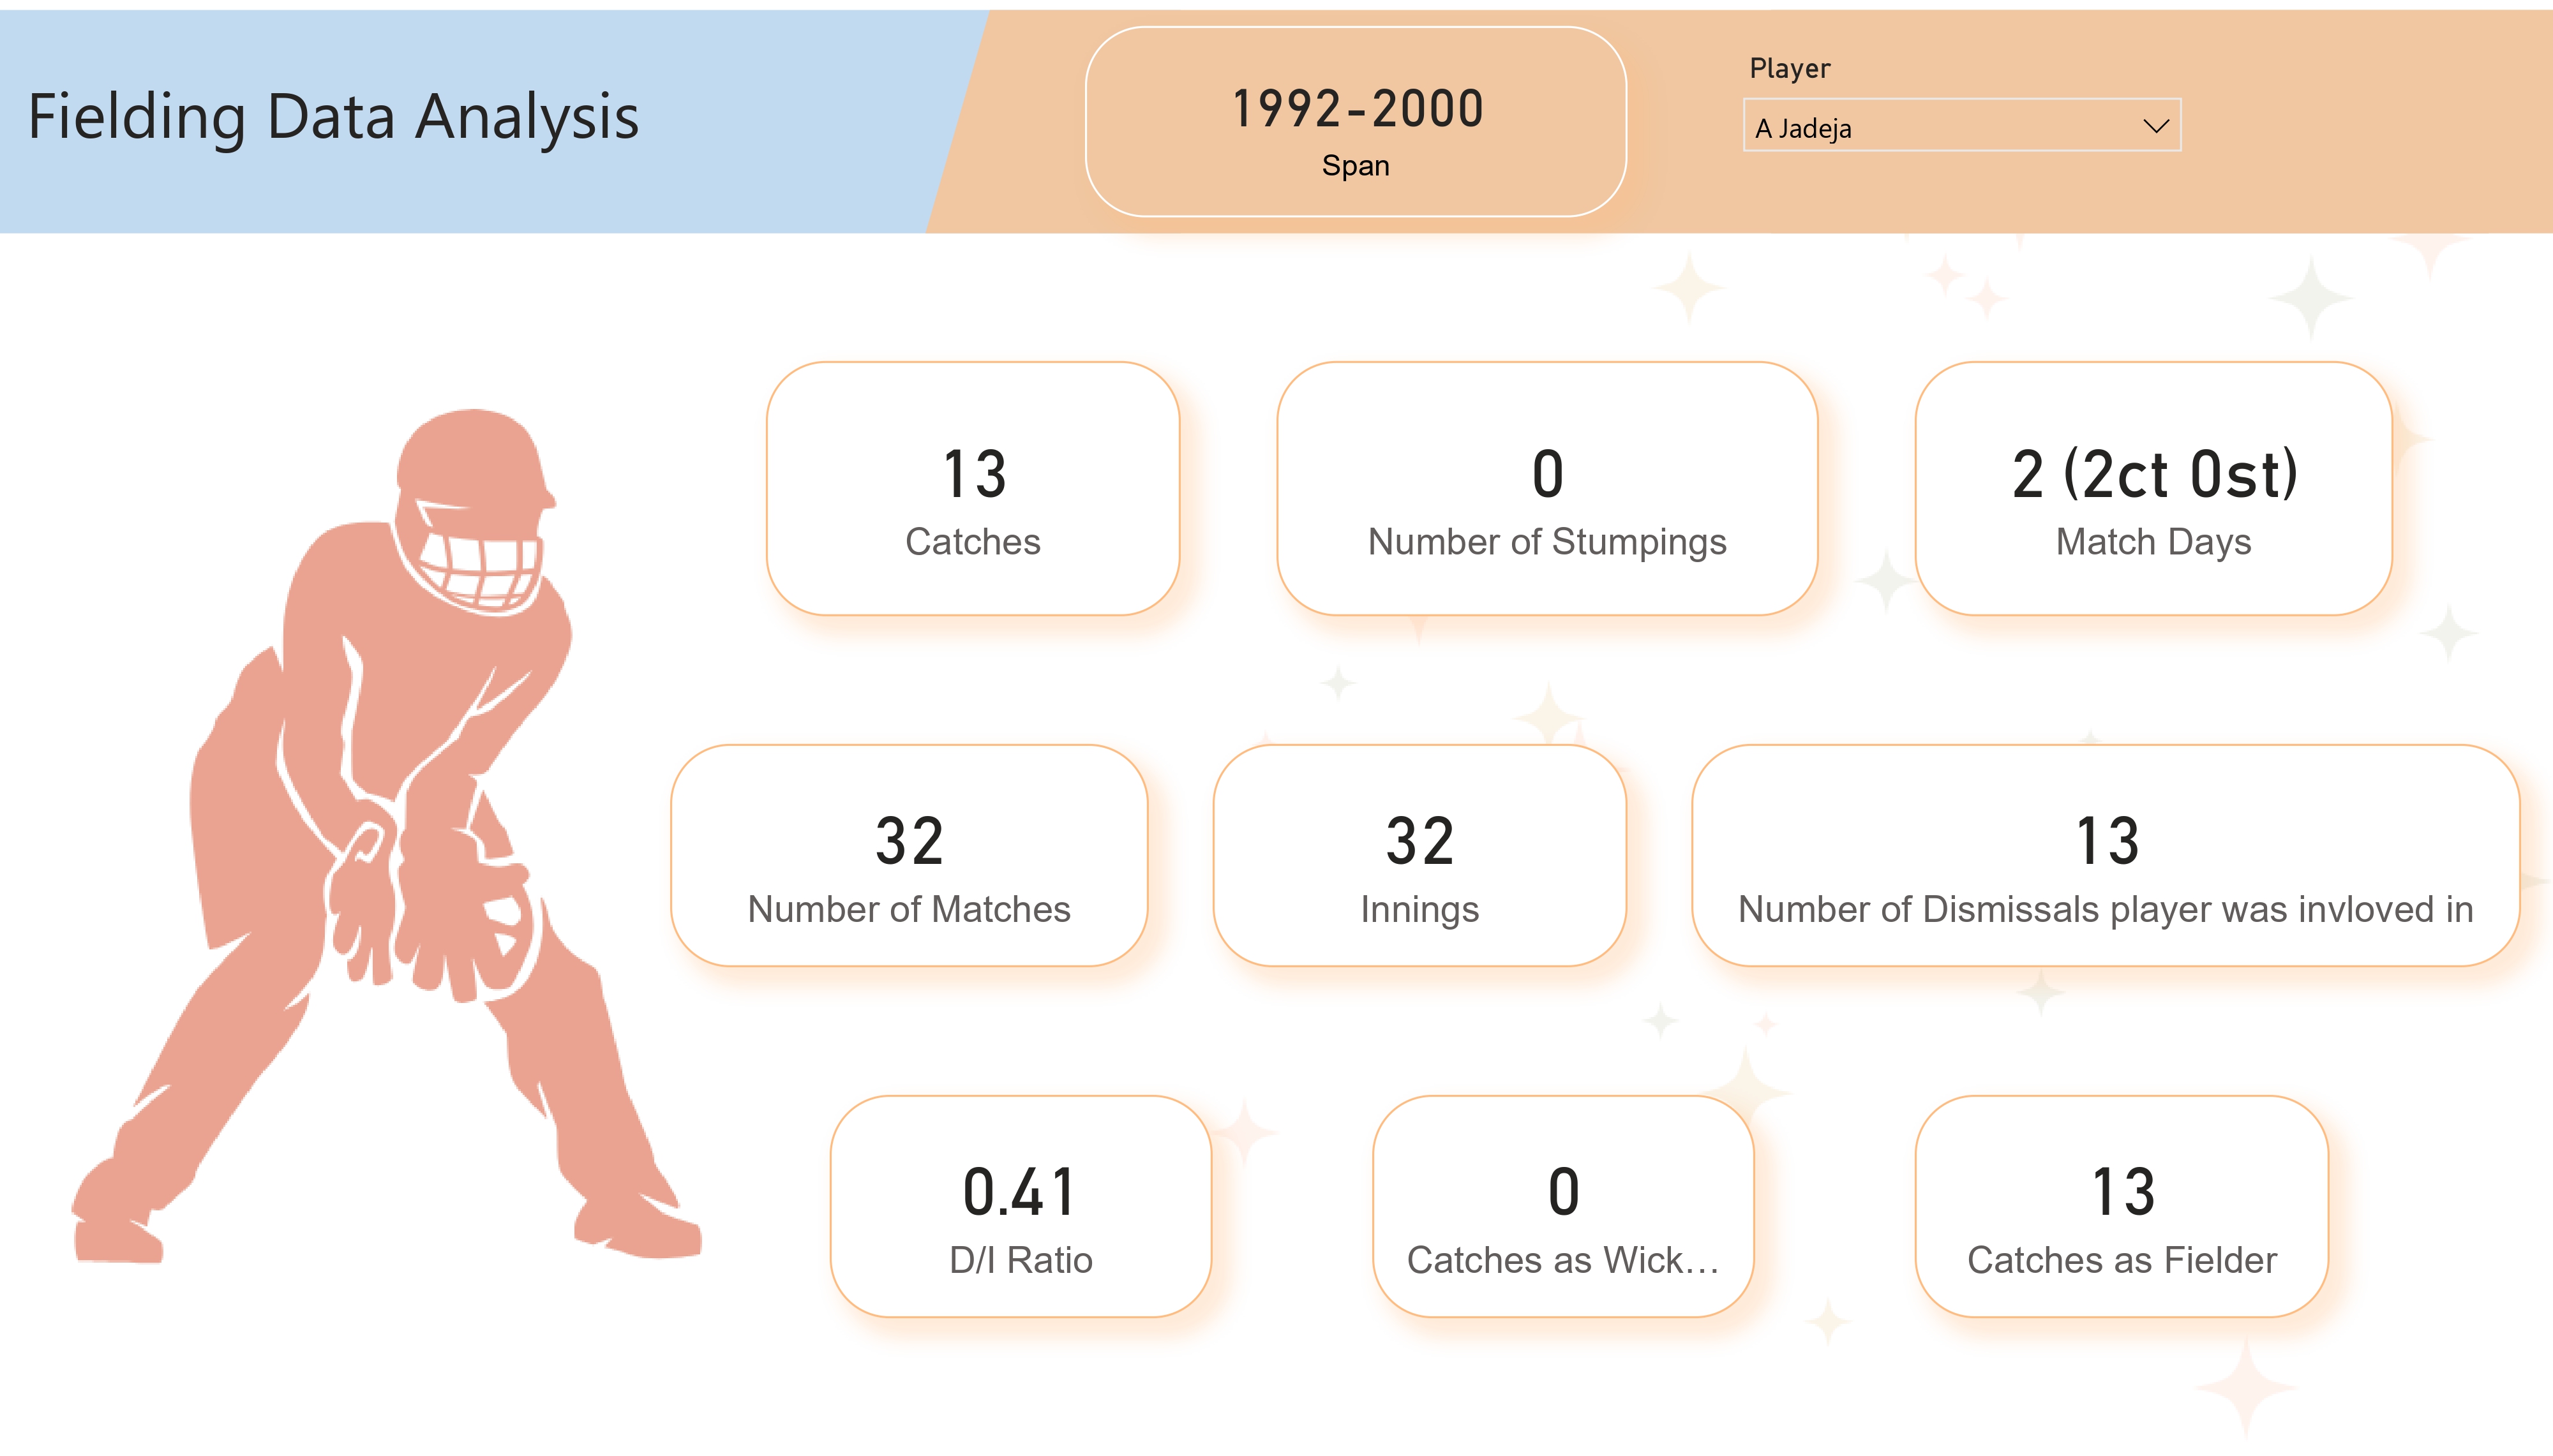 Fielding Data Analysis
1992-2000
Span
Player
A Jadeja
13
Catches
0
Number of Stumpings
2 (2ct 0st)
Match Days
32
Number of Matches
32
Innings
13
Number of Dismissals player was invloved in
0.41
D/I Ratio
0
Catches as Wick...
13
Catches as Fielder